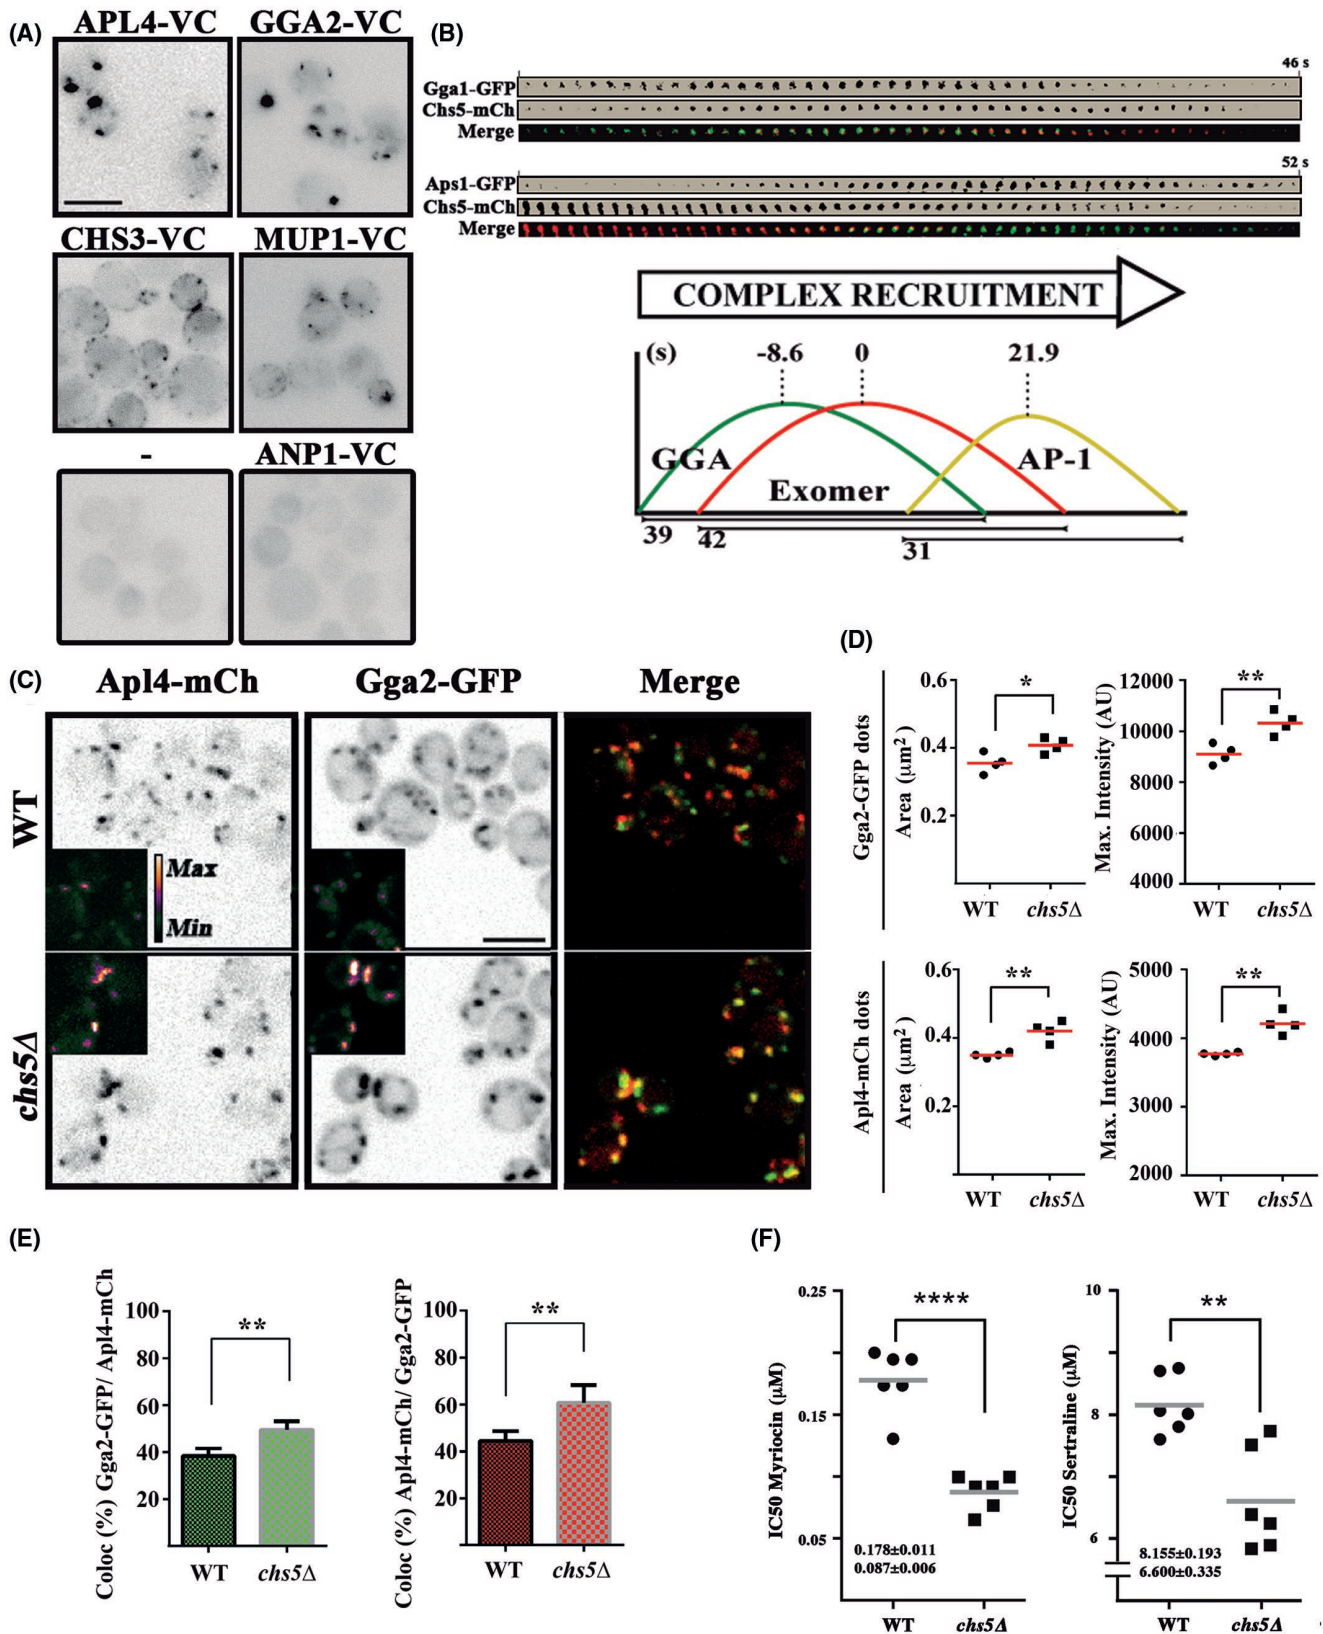 (A)
APL4-VC GGA2-VC
CHS3-VC MUP1-VC
- ANP1-VC
(B)
46 s
Gga1-GFP
Chs5-mCh
Merge
52 s
Aps1-GFP
Chs5-mCh
Merge
COMPLEX RECRUITMENT
(s) -8.6 0 21.9
GGA AP-1
Exomer
39 42 31
(C)
Apl4-mCh Gga2-GFP Merge
WT
Max
Min
chs5Δ
(D)
Gga2-GFP dots
Area (µm2)
0.6
0.4
0.2
*
WT chs5Δ
Max. Intensity (AU)
12000
10000
8000
6000
4000
**
WT chs5Δ
Apl4-mCh dots
Area (µm2)
0.6
0.4
0.2
**
WT chs5Δ
Max. Intensity (AU)
5000
4000
3000
2000
**
WT chs5Δ
(E)
Coloc (%) Gga2-GFP/ Apl4-mCh
100
80
60
40
20
**
WT chs5Δ
Coloc (%) Apl4-mCh/ Gga2-GFP
100
80
60
40
20
**
WT chs5Δ
(F)
IC50 Myriocin (µM)
0.25
0.15
0.05
****
0.178±0.011
0.087±0.006
WT chs5Δ
IC50 Sertraline (µM)
10
8
6
**
8.155±0.193
6.600±0.335
WT chs5Δ